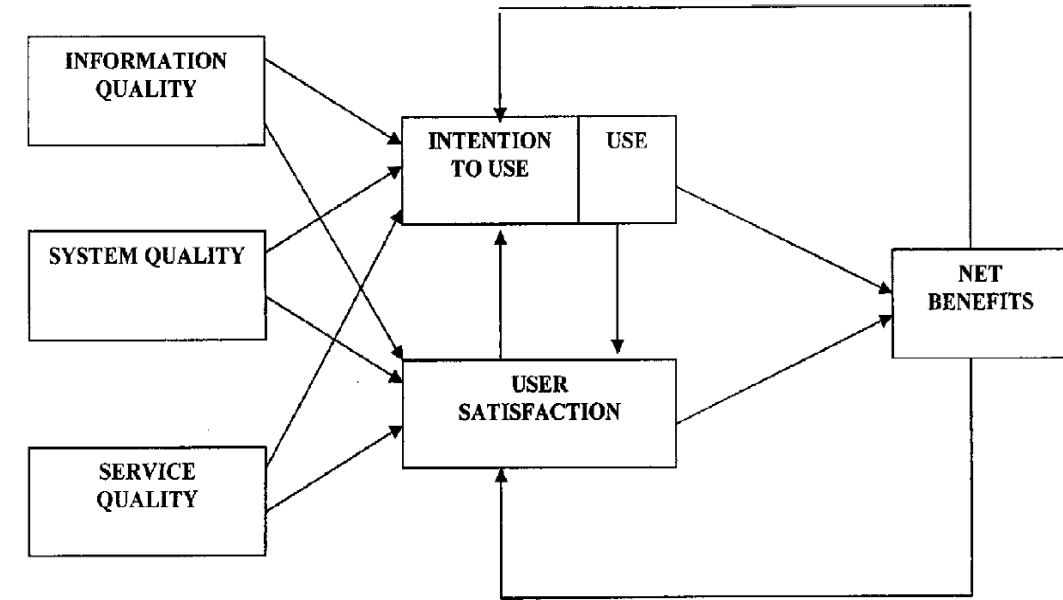 INFORMATION
QUALITY
INTENTION
TO USE
USE
SYSTEM QUALITY
NET
BENEFITS
USER
SATISFACTION
SERVICE
QUALITY